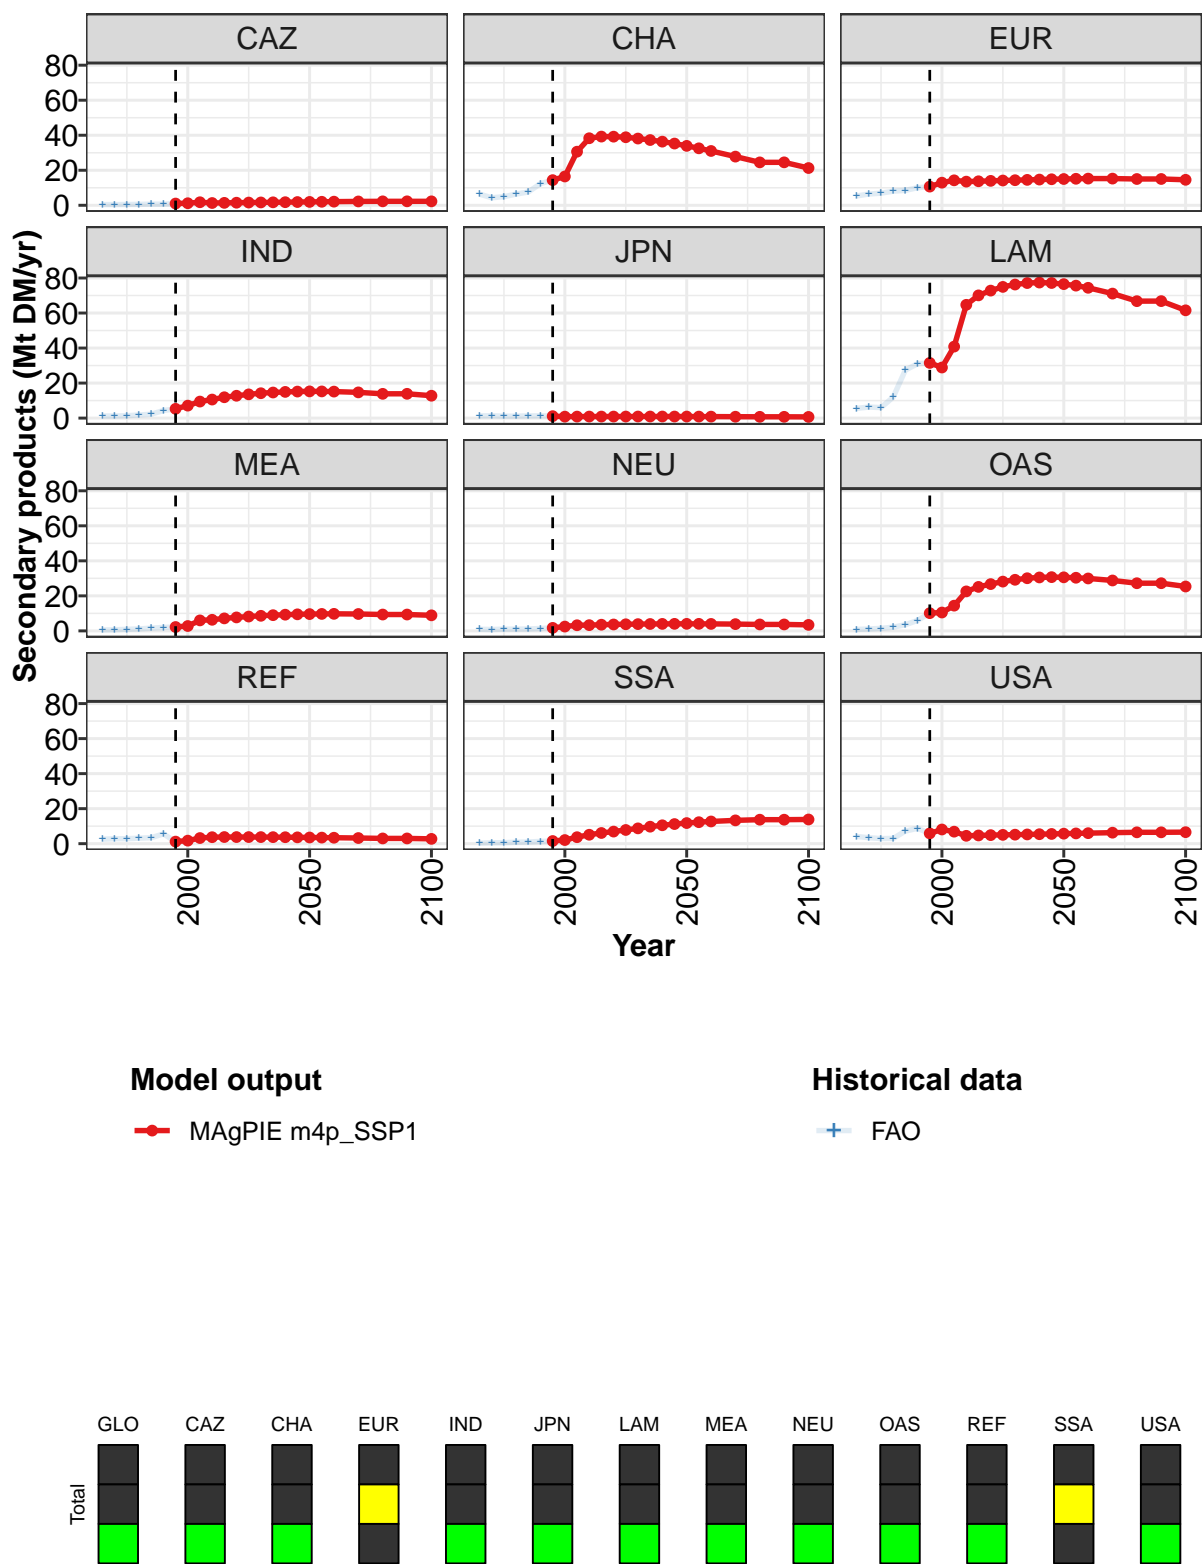 CAZ CHA EUR
80
60
40
20
0
IND JPN LAM
80
60
40
20
0
MEA NEU OAS
80
60
40
20
0
REF SSA USA
80
60
40
20
0
Secondary products (Mt DM/yr)
2000 2050 2100 2000 2050 2100 2000 2050 2100
Year
Model output Historical data
MAgPIE m4p_SSP1 FAO
GLO CAZ CHA EUR IND JPN LAM MEA NEU OAS REF SSA USA
Total